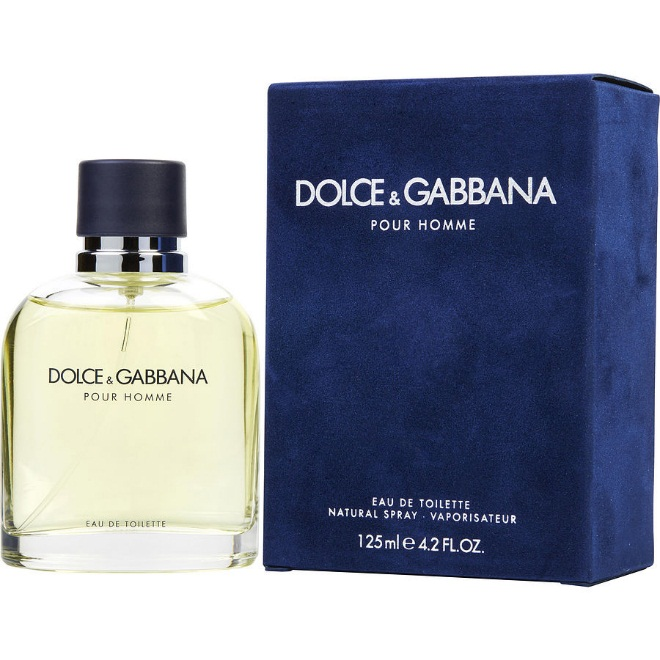 DOLCE & GABBANA
POUR HOMME
EAU DE TOILETTE
DOLCE & GABBANA
POUR HOMME
EAU DE TOILETTE
NATURAL SPRAY · VAPORISATEUR
125ml e 4.2 FL.OZ.